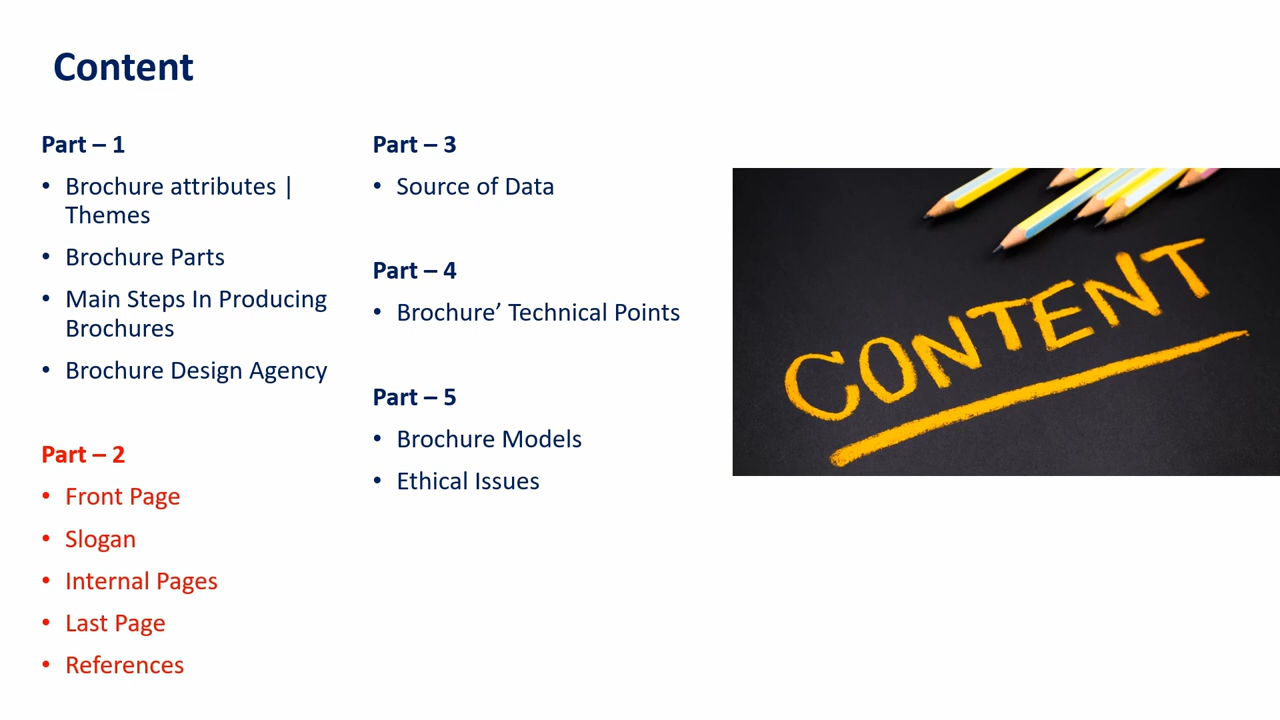 Content
Part – 1
• Brochure attributes |
Themes
• Brochure Parts
• Main Steps In Producing
Brochures
• Brochure Design Agency
Part – 2
• Front Page
• Slogan
• Internal Pages
• Last Page
• References
Part – 3
• Source of Data
Part – 4
• Brochure’ Technical Points
Part – 5
• Brochure Models
• Ethical Issues
CONTENT